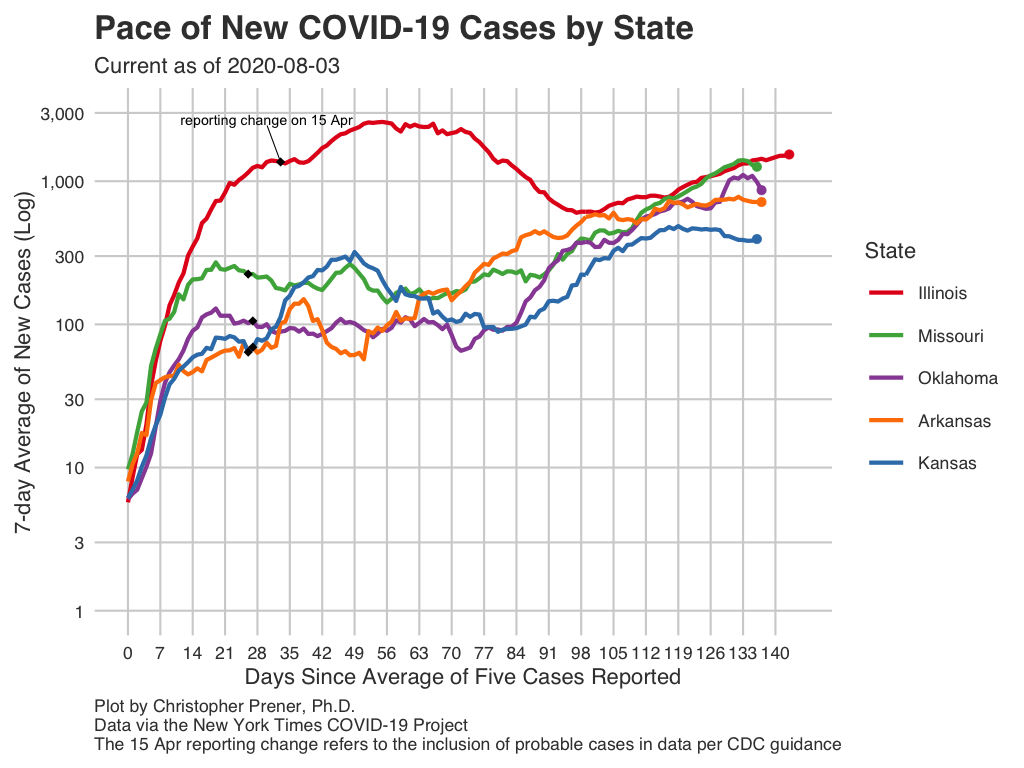 Pace of New COVID-19 Cases by State
Current as of 2020-08-03
7-day Average of New Cases (Log)
3,000
1,000
300
100
30
10
3
1
reporting change on 15 Apr
0 7 14 21 28 35 42 49 56 63 70 77 84 91 98 105 112 119 126 133 140
Days Since Average of Five Cases Reported
State
Illinois
Missouri
Oklahoma
Arkansas
Kansas
Plot by Christopher Prener, Ph.D.
Data via the New York Times COVID-19 Project
The 15 Apr reporting change refers to the inclusion of probable cases in data per CDC guidance